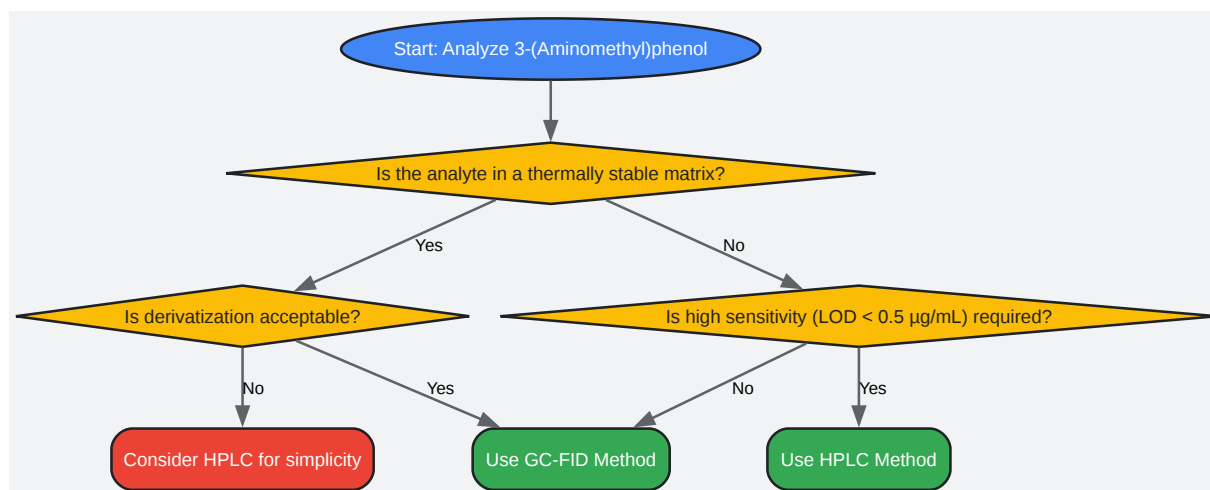 Start: Analyze 3-(Aminomethyl)phenol
Is the analyte in a thermally stable matrix?
Yes
No
Is derivatization acceptable?
Is high sensitivity (LOD < 0.5 µg/mL) required?
No
Yes
No
Yes
Consider HPLC for simplicity
Use GC-FID Method
Use HPLC Method